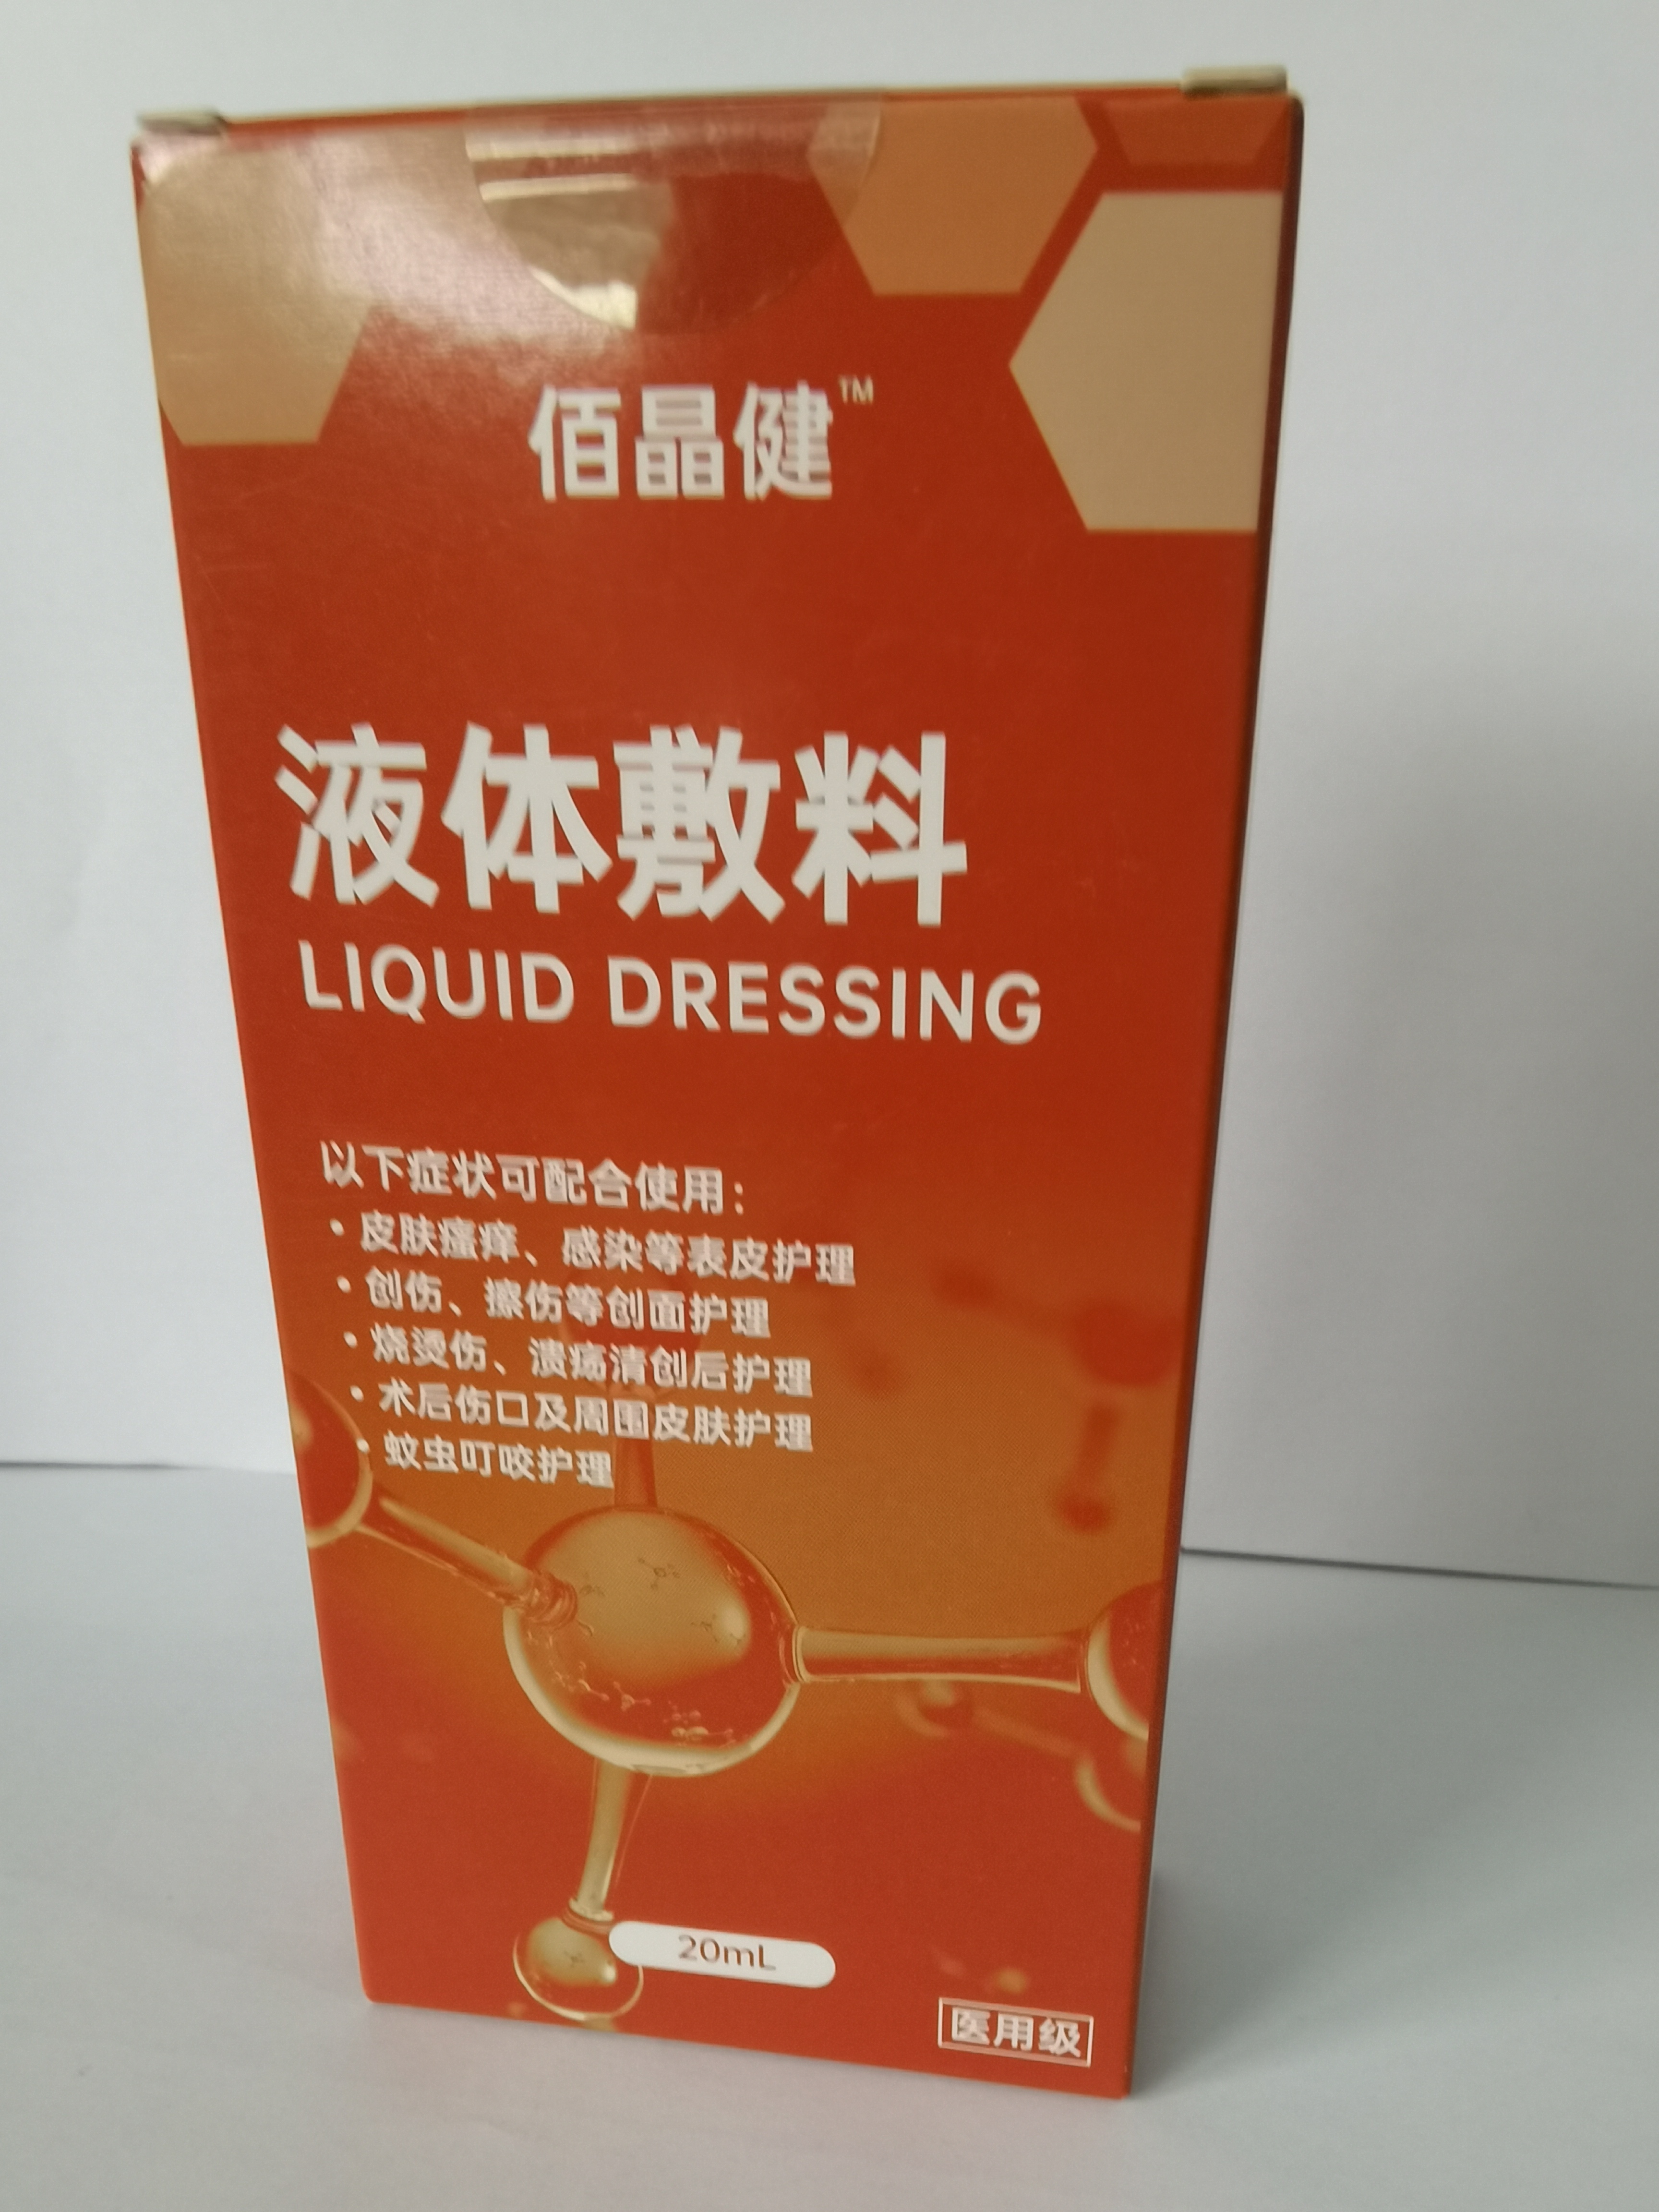 佰晶健™
液体敷料
LIQUID DRESSING
以下症状可配合使用：
• 皮肤瘙痒、感染等表皮护理
• 创伤、擦伤等创面护理
• 烧烫伤、溃疡清创后护理
• 术后伤口及周围皮肤护理
• 蚊虫叮咬护理
20mL
医用级